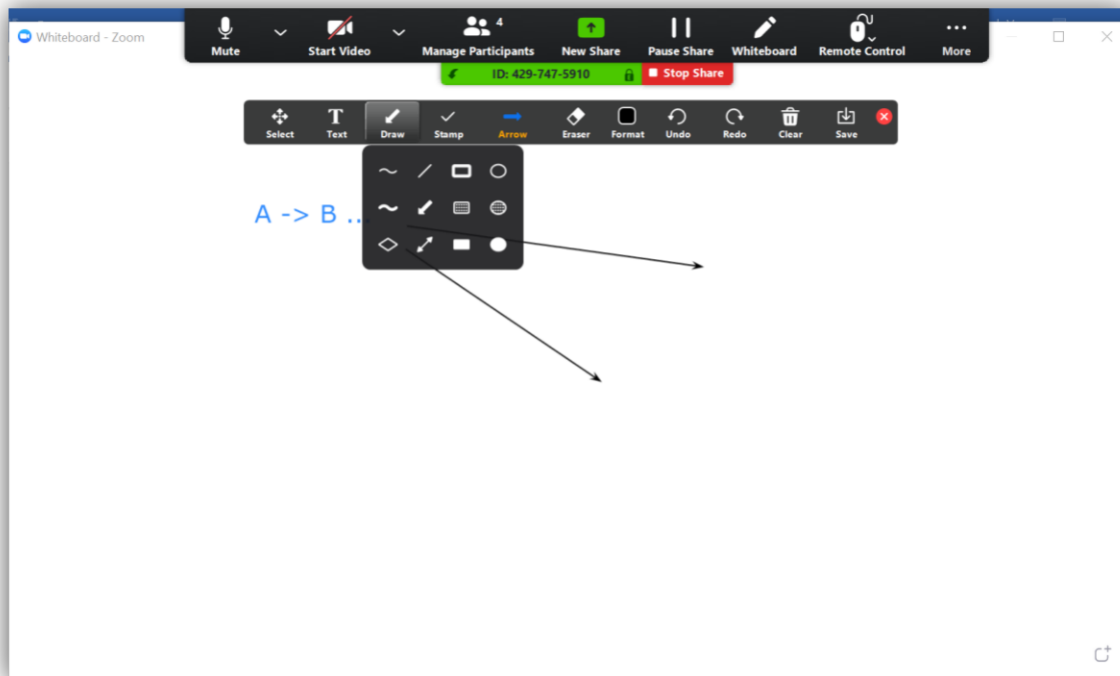 Whiteboard - Zoom
Mute
Start Video
4
Manage Participants
New Share
Pause Share
Whiteboard
Remote Control
More
ID: 429-747-5910
Stop Share
Select
Text
Draw
Stamp
Arrow
Eraser
Format
Undo
Redo
Clear
Save
A -> B ...